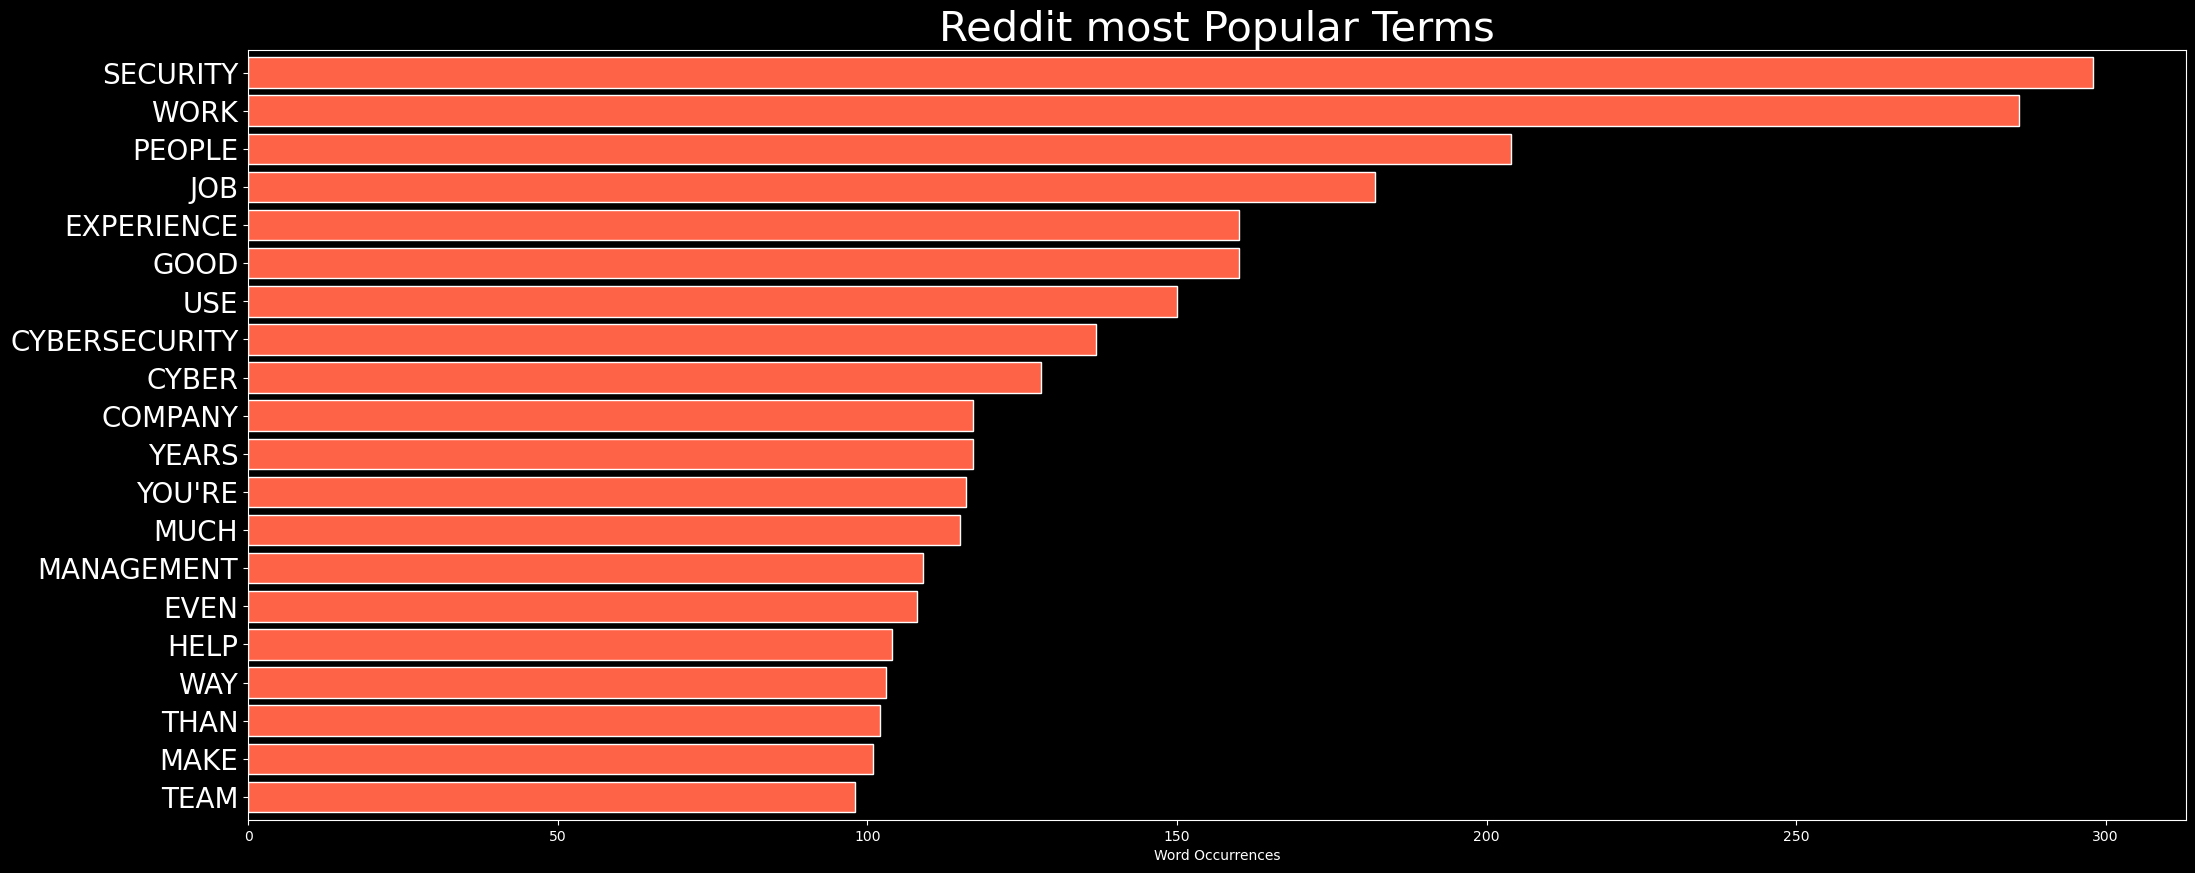 Reddit most Popular Terms
SECURITY
WORK
PEOPLE
JOB
EXPERIENCE
GOOD
USE
CYBERSECURITY
CYBER
COMPANY
YEARS
YOU'RE
MUCH
MANAGEMENT
EVEN
HELP
WAY
THAN
MAKE
TEAM
0 50 100 150 200 250 300
Word Occurrences